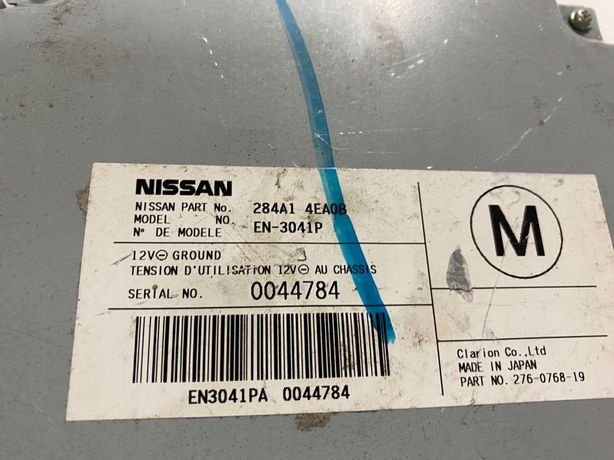 NISSAN
NISSAN PART No. 284A1 4EA0B
MODEL NO. EN-3041P
N° DE MODELE
12V⊖ GROUND
TENSION D'UTILISATION 12V⊖ AU CHASSIS
SERIAL NO. 0044784
EN3041PA 0044784
M
Clarion Co.,Ltd
MADE IN JAPAN
PART NO. 276-0768-19